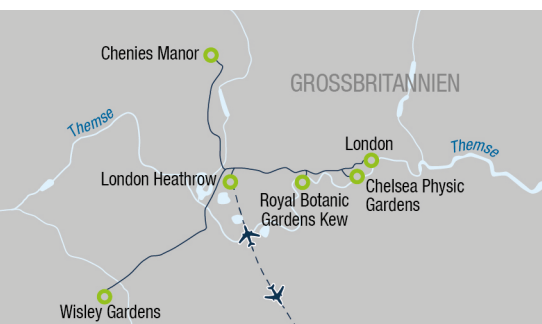 Chenies Manor
GROSSBRITANNIEN
Themse
London
Themse
London Heathrow
Royal Botanic
Gardens Kew
Chelsea Physic
Gardens
Wisley Gardens